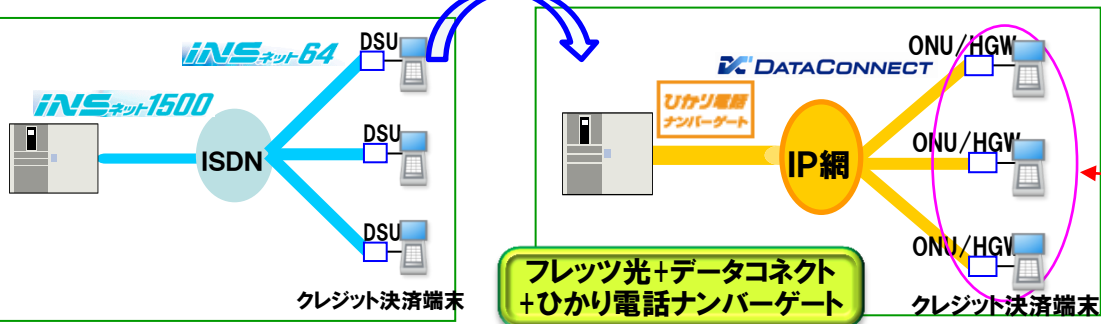 iNSネット64
DSU
iNSネット1500
DSU
ISDN
DSU
クレジット決済端末
ONU/HGW
DATACONNECT
ひかり電話
ナンバーゲート
ONU/HGW
IP網
ONU/HGW
フレッツ光+データコネクト
+ひかり電話ナンバーゲート
クレジット決済端末